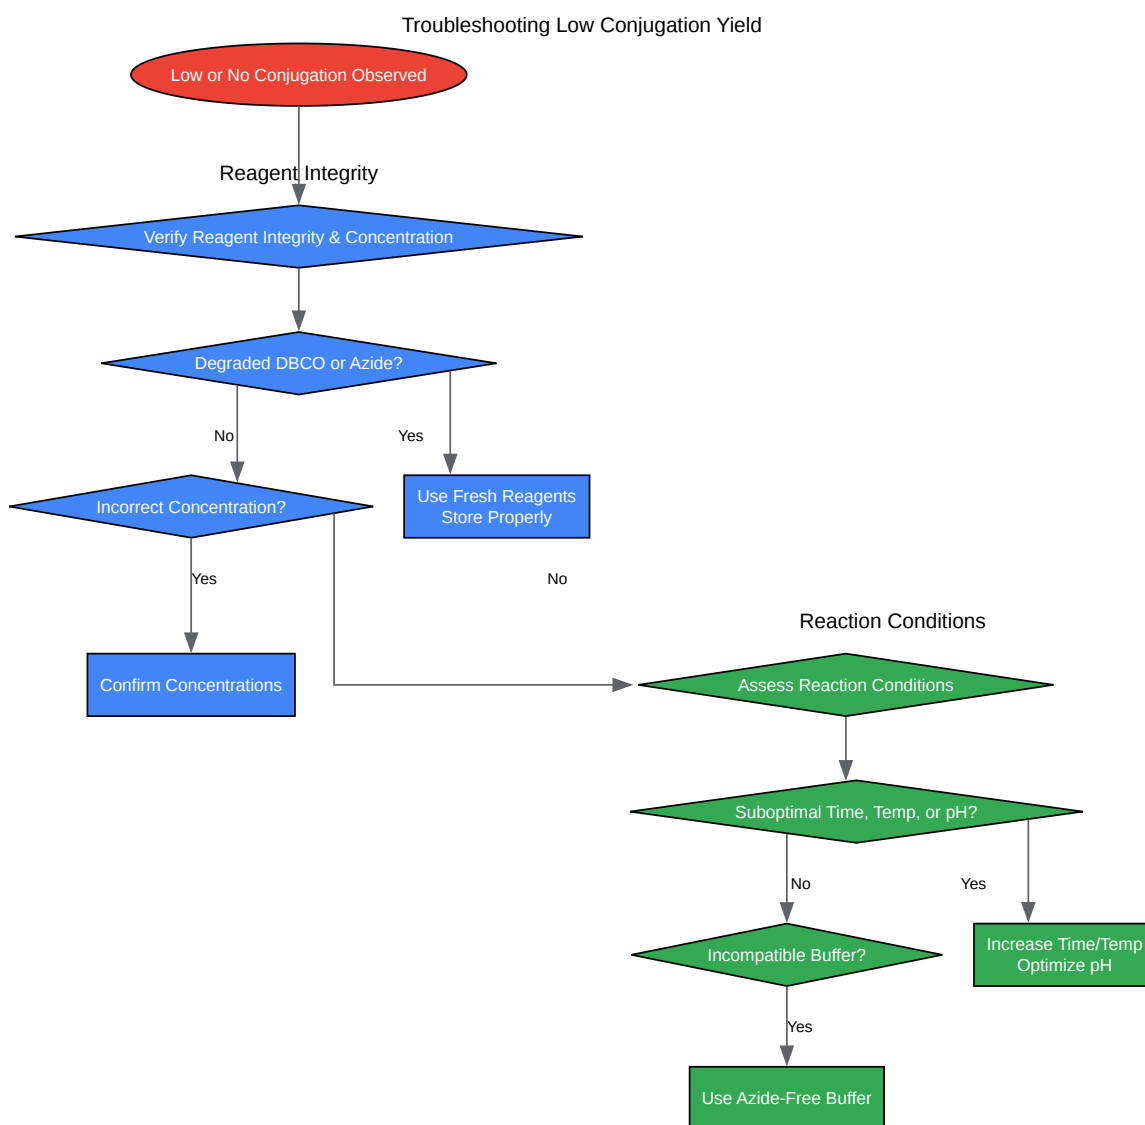 Troubleshooting Low Conjugation Yield
Low or No Conjugation Observed
Reagent Integrity
Verify Reagent Integrity & Concentration
Degraded DBCO or Azide?
No
Yes
Incorrect Concentration?
Use Fresh Reagents
Store Properly
Yes
No
Reaction Conditions
Confirm Concentrations
Assess Reaction Conditions
Suboptimal Time, Temp, or pH?
No
Yes
Incompatible Buffer?
Increase Time/Temp
Optimize pH
Yes
Use Azide-Free Buffer